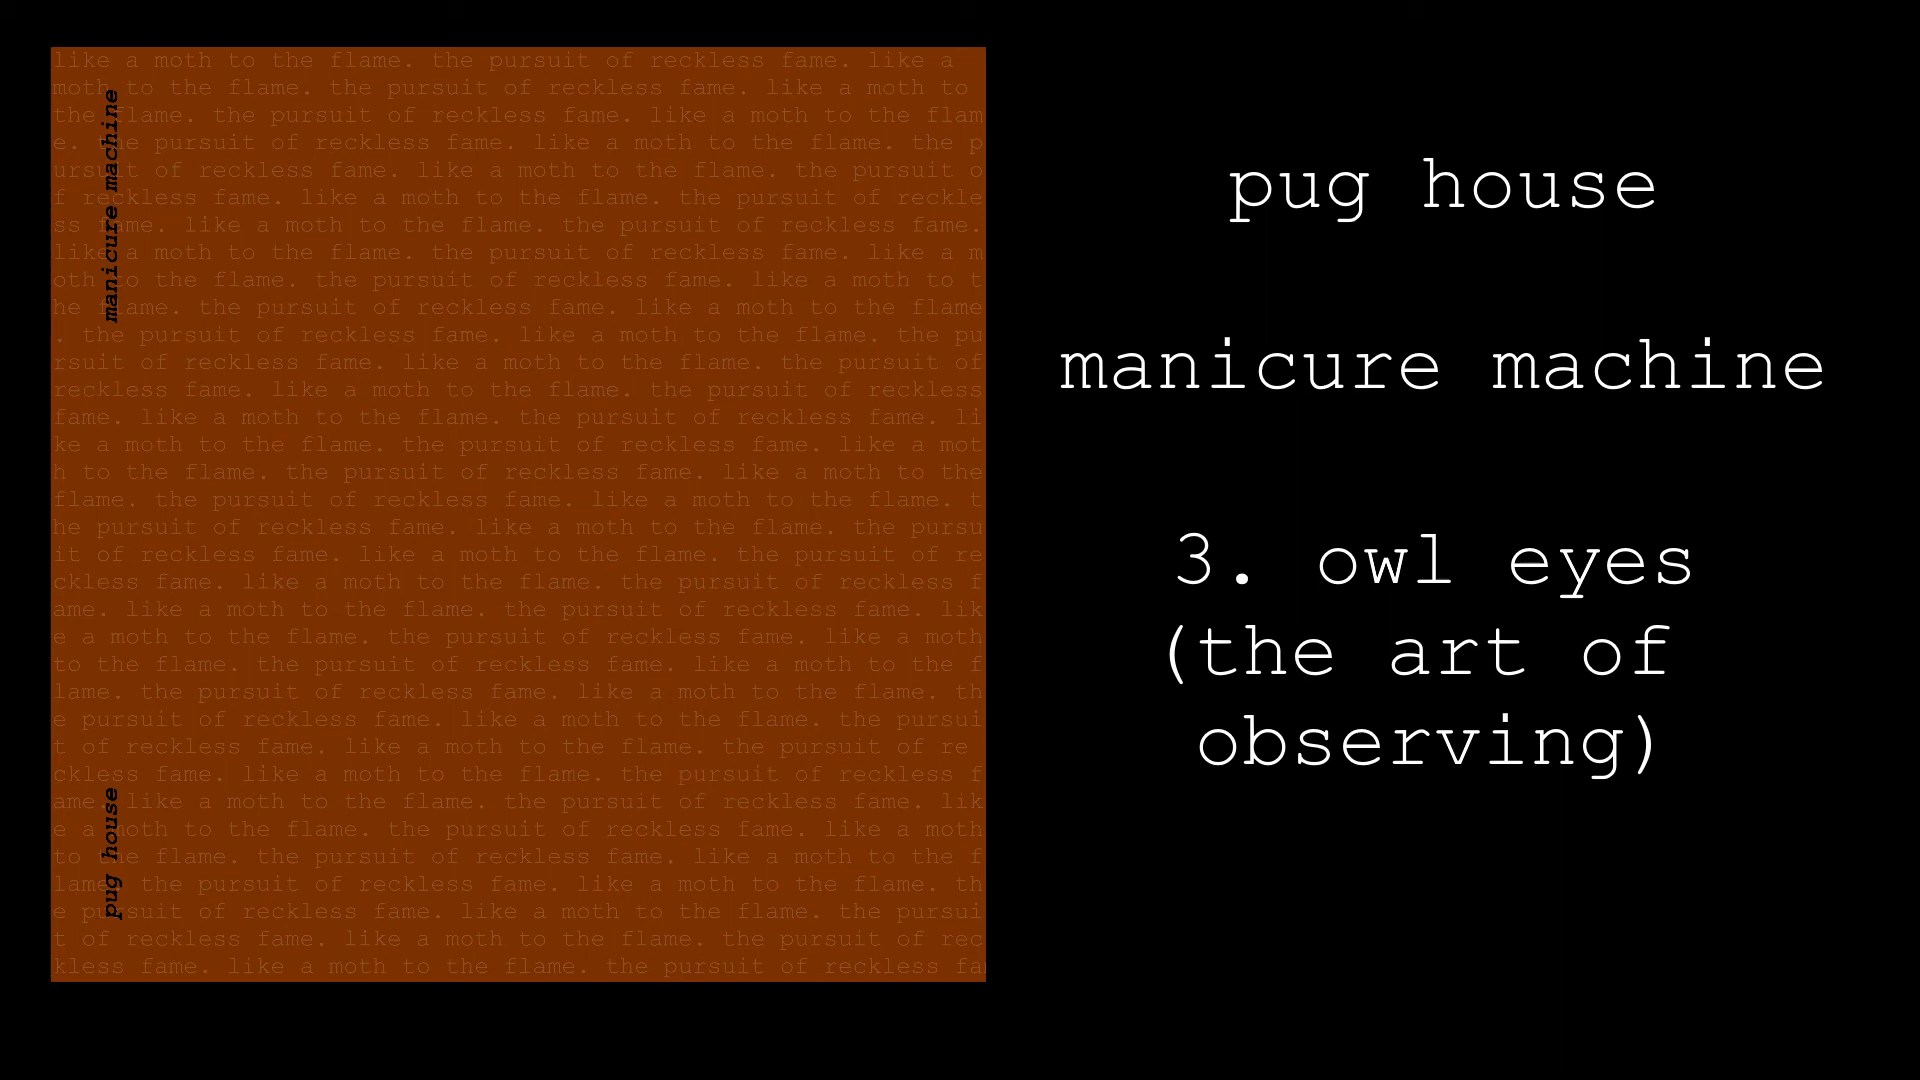 like a moth to the flame. the pursuit of reckless fame. like a
moth to the flame. the pursuit of reckless fame. like a moth to
the flame. the pursuit of reckless fame. like a moth to the flam
e. the pursuit of reckless fame. like a moth to the flame. the p
ursuit of reckless fame. like a moth to the flame. the pursuit o
f reckless fame. like a moth to the flame. the pursuit of reckle
ss fame. like a moth to the flame. the pursuit of reckless fame.
like a moth to the flame. the pursuit of reckless fame. like a m
oth to the flame. the pursuit of reckless fame. like a moth to t
he flame. the pursuit of reckless fame. like a moth to the flame
. the pursuit of reckless fame. like a moth to the flame. the pu
rsuit of reckless fame. like a moth to the flame. the pursuit of
reckless fame. like a moth to the flame. the pursuit of reckless
fame. like a moth to the flame. the pursuit of reckless fame. li
ke a moth to the flame. the pursuit of reckless fame. like a mot
h to the flame. the pursuit of reckless fame. like a moth to the
flame. the pursuit of reckless fame. like a moth to the flame. t
he pursuit of reckless fame. like a moth to the flame. the pursu
it of reckless fame. like a moth to the flame. the pursuit of re
ckless fame. like a moth to the flame. the pursuit of reckless f
ame. like a moth to the flame. the pursuit of reckless fame. lik
e a moth to the flame. the pursuit of reckless fame. like a moth
to the flame. the pursuit of reckless fame. like a moth to the f
lame. the pursuit of reckless fame. like a moth to the flame. th
e pursuit of reckless fame. like a moth to the flame. the pursui
t of reckless fame. like a moth to the flame. the pursuit of re
ckless fame. like a moth to the flame. the pursuit of reckless f
ame. like a moth to the flame. the pursuit of reckless fame. lik
e a moth to the flame. the pursuit of reckless fame. like a moth
to the flame. the pursuit of reckless fame. like a moth to the f
lame. the pursuit of reckless fame. like a moth to the flame. th
e pursuit of reckless fame. like a moth to the flame. the pursui
t of reckless fame. like a moth to the flame. the pursuit of rec
kless fame. like a moth to the flame. the pursuit of reckless fa
manicure machine
pug house
pug house
manicure machine
3. owl eyes
(the art of
observing)